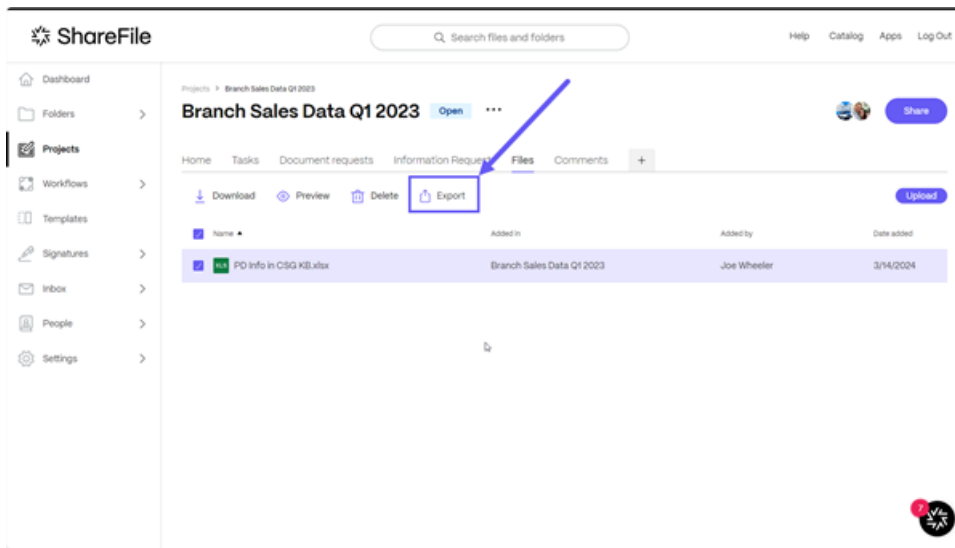 ShareFile
Search files and folders
Help Catalog Apps Log Out
Dashboard
Folders
Projects
Workflows
Templates
Signatures
Inbox
People
Settings
Projects > Branch Sales Data Q1 2023
Branch Sales Data Q1 2023 Open ...
Share
Home Tasks Document requests Information Request Files Comments +
Download Preview Delete Export
Upload
Name Added in Added by Date added
XLS PD Info in CSG KB.xlsx Branch Sales Data Q1 2023 Joe Wheeler 3/14/2024
7